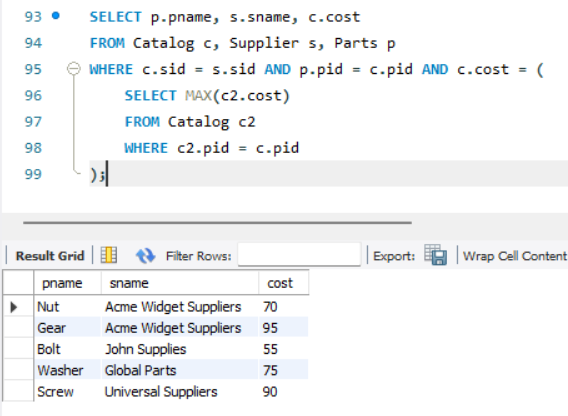 93 SELECT p.pname, s.sname, c.cost
94 FROM Catalog c, Supplier s, Parts p
95 WHERE c.sid = s.sid AND p.pid = c.pid AND c.cost = (
96 SELECT MAX(c2.cost)
97 FROM Catalog c2
98 WHERE c2.pid = c.pid
99 );
Result Grid Filter Rows: Export: Wrap Cell Content
pname sname cost
Nut Acme Widget Suppliers 70
Gear Acme Widget Suppliers 95
Bolt John Supplies 55
Washer Global Parts 75
Screw Universal Suppliers 90